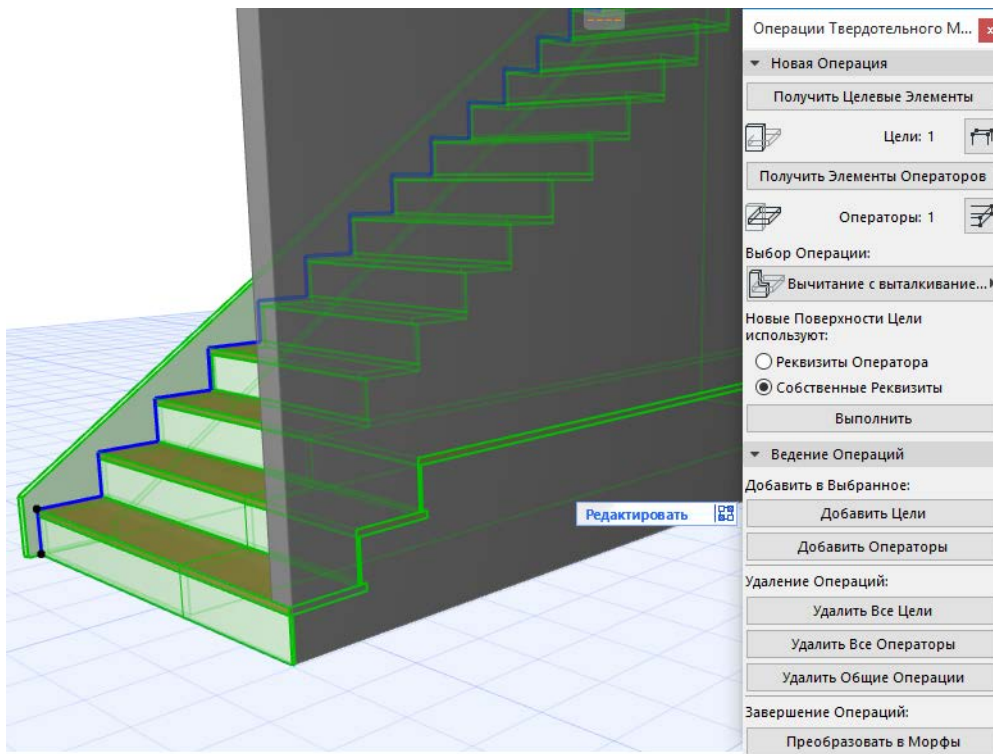 Операции Твердотельного М...
Новая Операция
Получить Целевые Элементы
Цели: 1
Получить Элементы Операторов
Операторы: 1
Выбор Операции:
Вычитание с выталкивание...
Новые Поверхности Цели
используют:
Реквизиты Оператора
Собственные Реквизиты
Выполнить
Ведение Операций
Добавить в Выбранное:
Добавить Цели
Добавить Операторы
Удаление Операций:
Удалить Все Цели
Удалить Все Операторы
Удалить Общие Операции
Завершение Операций:
Преобразовать в Морфы
Редактировать